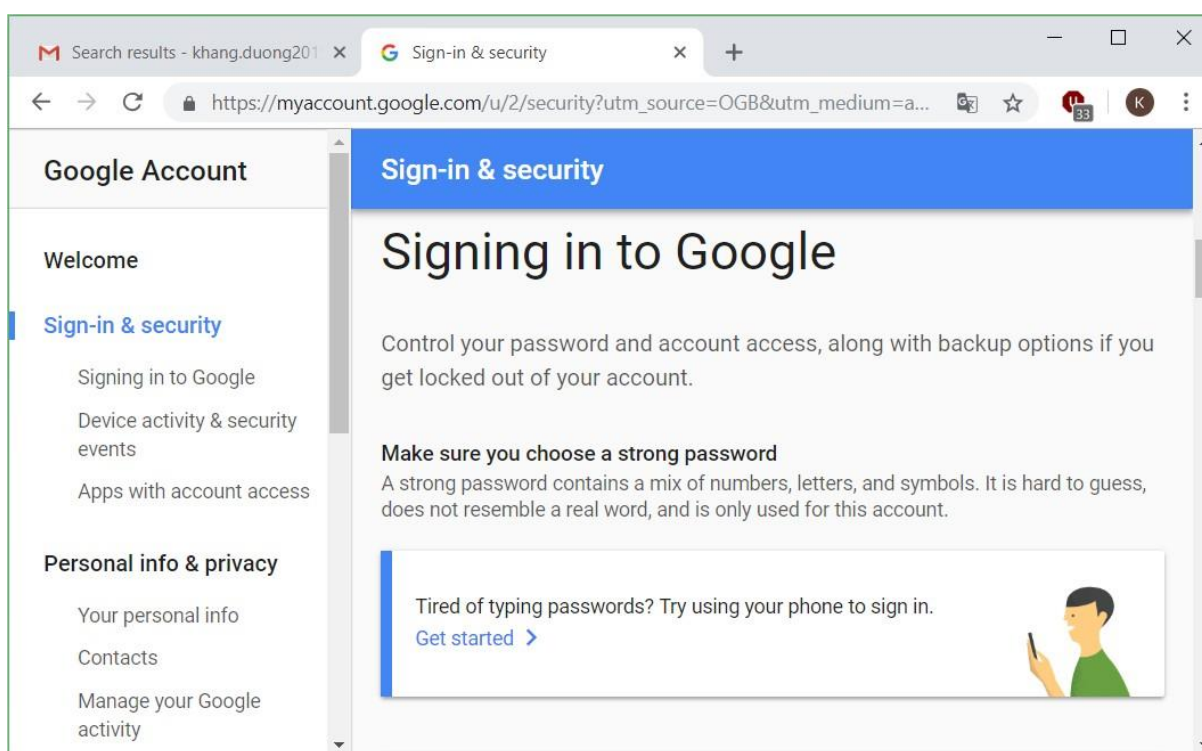 Search results - khang.duong201
Sign-in & security
https://myaccount.google.com/u/2/security?utm_source=OGB&utm_medium=a...
33
K
Google Account
Welcome
Sign-in & security
Signing in to Google
Device activity & security
events
Apps with account access
Personal info & privacy
Your personal info
Contacts
Manage your Google
activity
Sign-in & security
Signing in to Google
Control your password and account access, along with backup options if you
get locked out of your account.
Make sure you choose a strong password
A strong password contains a mix of numbers, letters, and symbols. It is hard to guess,
does not resemble a real word, and is only used for this account.
Tired of typing passwords? Try using your phone to sign in.
Get started